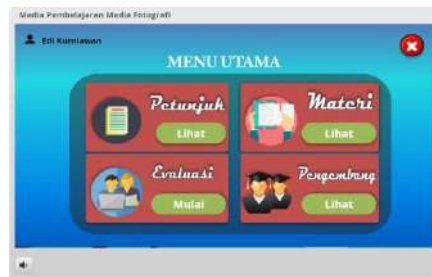 Media Pembelajaran Media Fotografi
Edi Kurniawan
MENU UTAMA
Petunjuk
Lihat
Materi
Lihat
Evaluasi
Mulai
Pengembang
Lihat